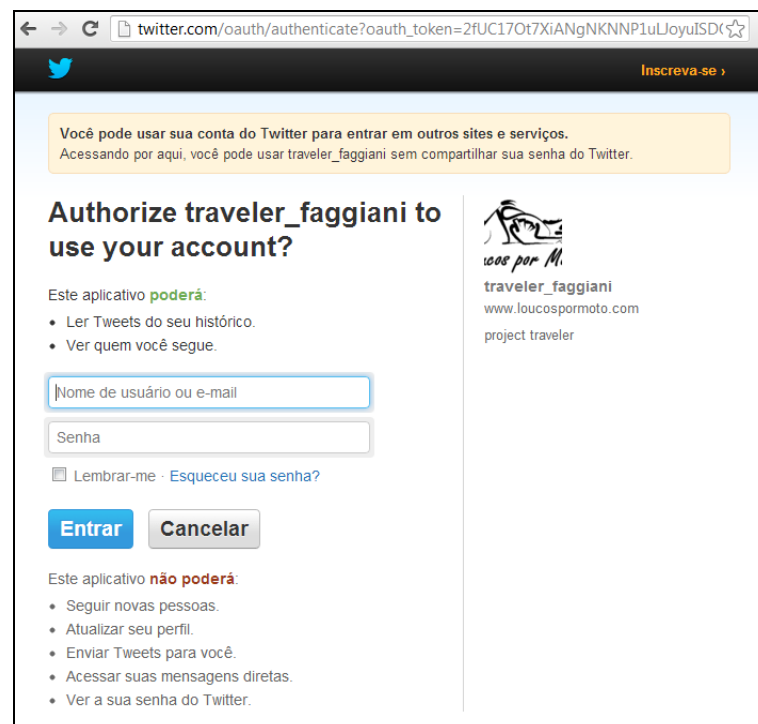 twitter.com/oauth/authenticate?oauth_token=2fUC17Ot7XiANgNKNNP1uLJoyuISD
Inscreva-se ›
Você pode usar sua conta do Twitter para entrar em outros sites e serviços.
Acessando por aqui, você pode usar traveler_faggiani sem compartilhar sua senha do Twitter.
Authorize traveler_faggiani to
use your account?
Este aplicativo poderá:
• Ler Tweets do seu histórico.
• Ver quem você segue.
Nome de usuário ou e-mail
Senha
Lembrar-me · Esqueceu sua senha?
Entrar Cancelar
Este aplicativo não poderá:
• Seguir novas pessoas.
• Atualizar seu perfil.
• Enviar Tweets para você.
• Acessar suas mensagens diretas.
• Ver a sua senha do Twitter.
ucos por M
traveler_faggiani
www.loucospormoto.com
project traveler